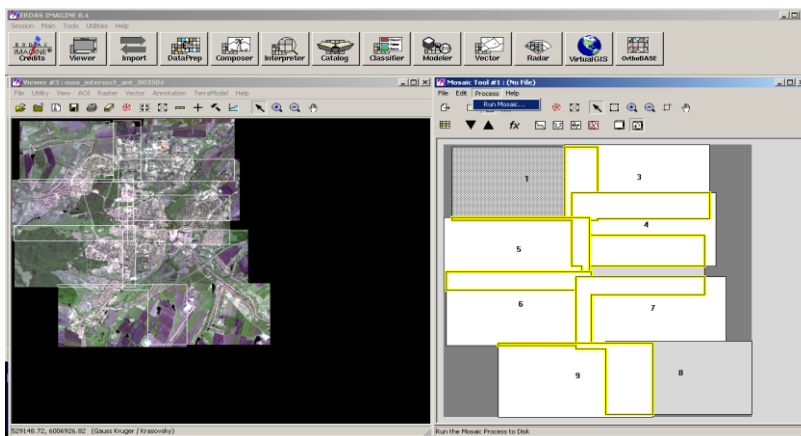 ERDAS IMAGINE 8.4
Session Main Tools Utilities Help
IMAGINE Credits Viewer Import DataPrep Composer Interpreter Catalog Classifier Modeler Vector Radar VirtualGIS OrthoBASE
Viewer #3 : mos_intersect_ant_003584
File Utility View AOI Raster Vector Annotation TerraModel Help
529148.72, 6006926.82 (Gauss Kruger / Krasovsky)
Mosaic Tool #1 : (No File)
File Edit Process Help
Run Mosaic...
fx
1
3
4
5
6
7
9
8
Run the Mosaic Process to Disk